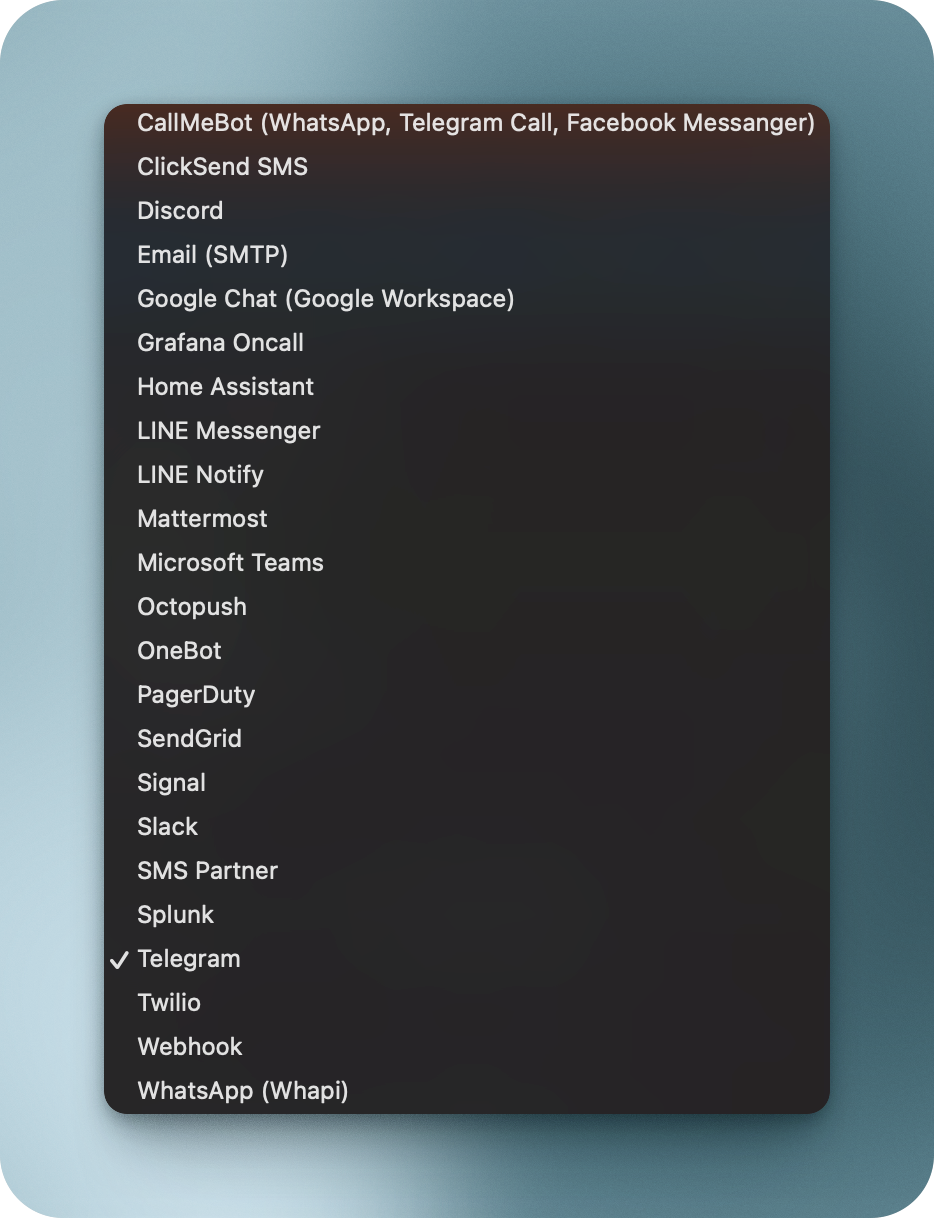 CallMeBot (WhatsApp, Telegram Call, Facebook Messanger)
ClickSend SMS
Discord
Email (SMTP)
Google Chat (Google Workspace)
Grafana Oncall
Home Assistant
LINE Messenger
LINE Notify
Mattermost
Microsoft Teams
Octopush
OneBot
PagerDuty
SendGrid
Signal
Slack
SMS Partner
Splunk
✓ Telegram
Twilio
Webhook
WhatsApp (Whapi)